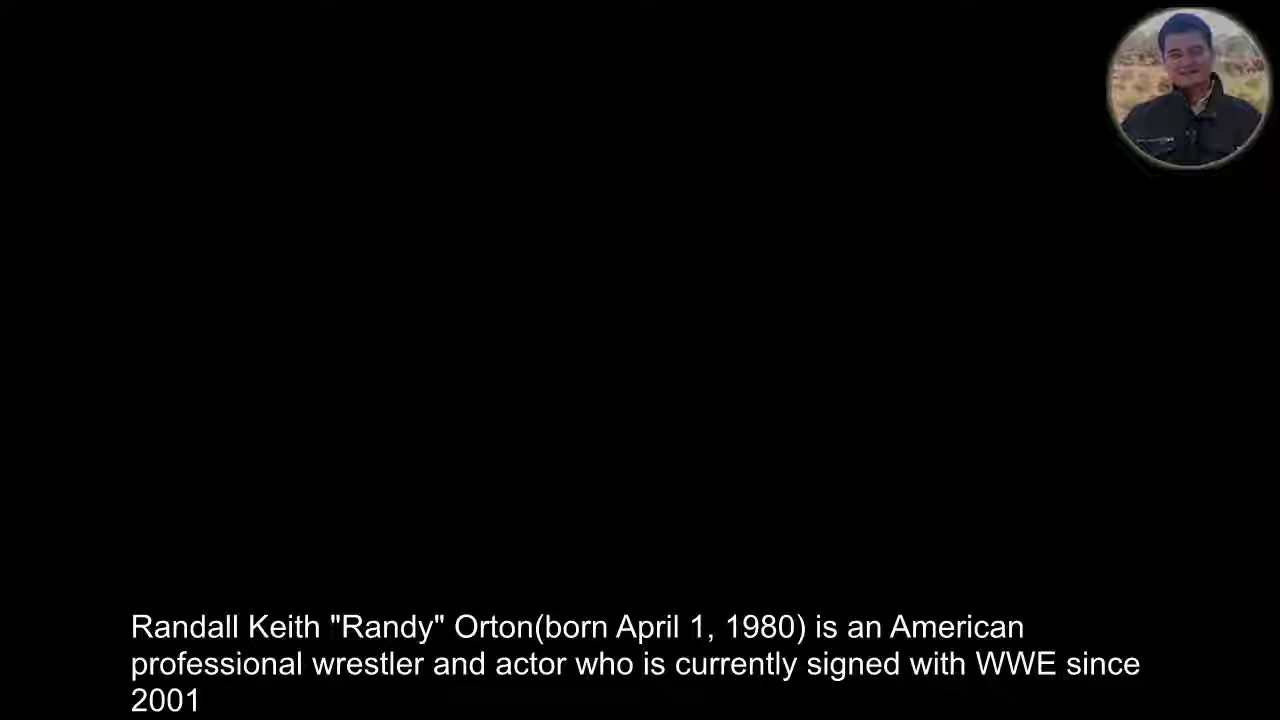 Randall Keith "Randy" Orton(born April 1, 1980) is an American
professional wrestler and actor who is currently signed with WWE since
2001